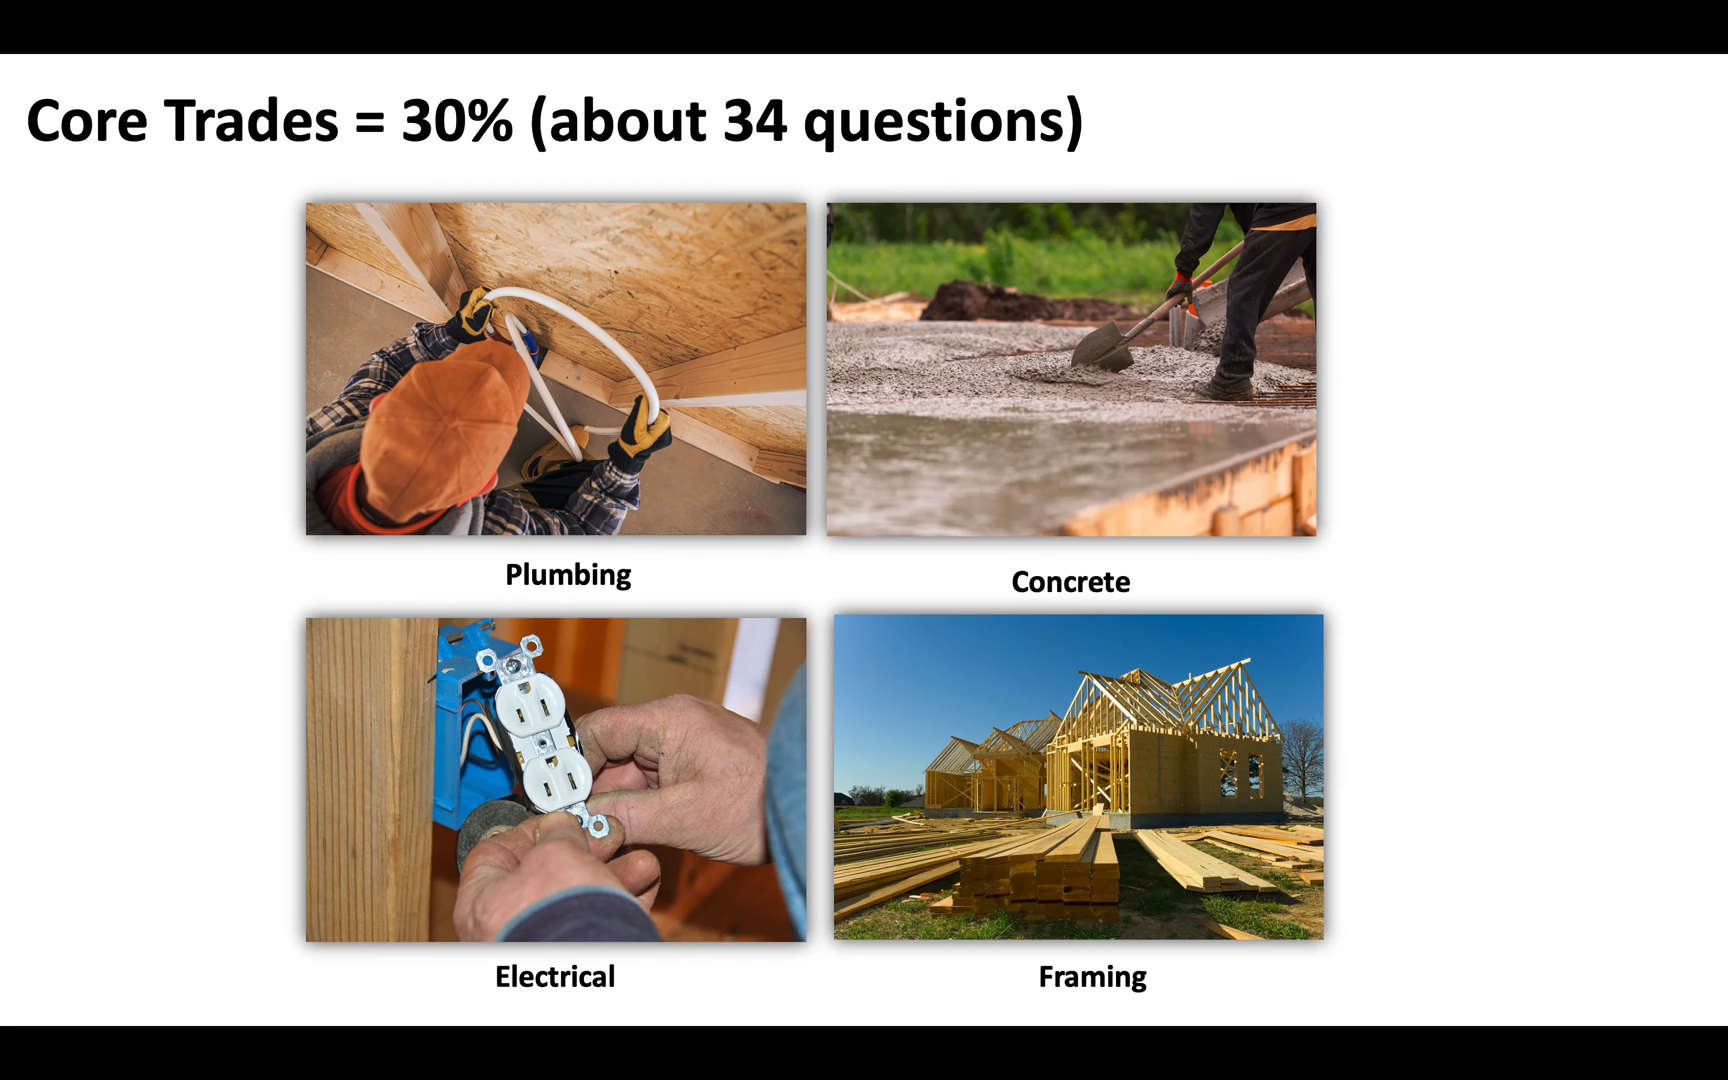 Core Trades = 30% (about 34 questions)
Plumbing
Concrete
Electrical
Framing